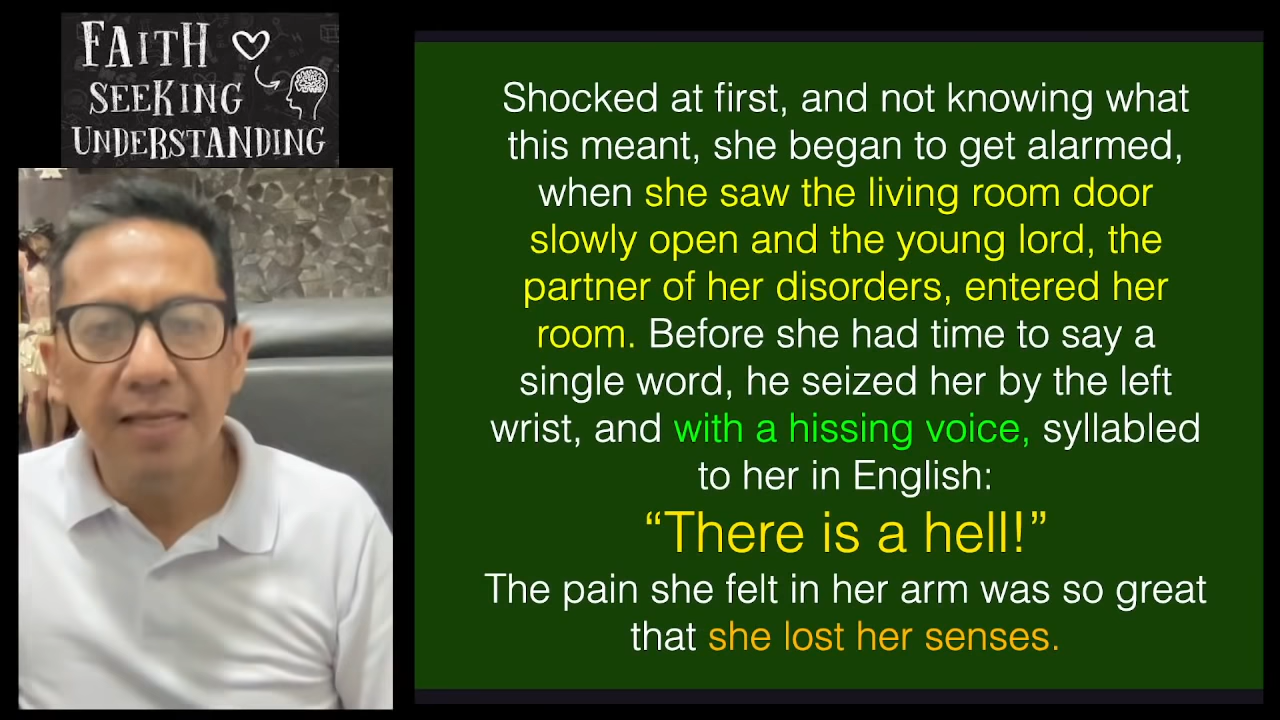 FAITH
SEEKING
UNDERSTANDING
Shocked at first, and not knowing what
this meant, she began to get alarmed,
when she saw the living room door
slowly open and the young lord, the
partner of her disorders, entered her
room. Before she had time to say a
single word, he seized her by the left
wrist, and with a hissing voice, syllabled
to her in English:
“There is a hell!”
The pain she felt in her arm was so great
that she lost her senses.